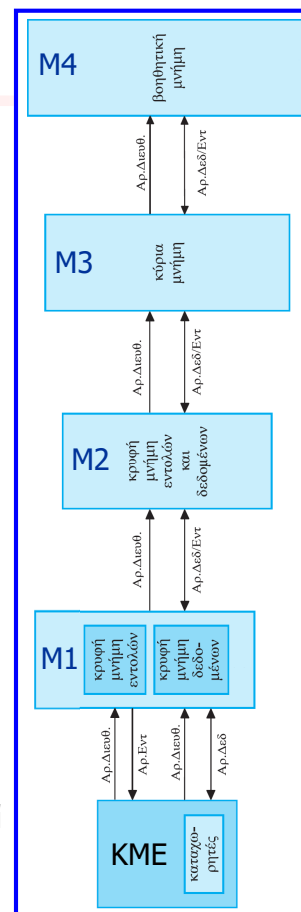 M4
βοηθητική
μνήμη
Αρ.Διευθ.
Αρ.Δεδ/Εντ
M3
κύρια
μνήμη
Αρ.Διευθ.
Αρ.Δεδ/Εντ
M2
κρυφή
μνήμη
εντολών
και
δεδομένων
Αρ.Διευθ.
Αρ.Δεδ/Εντ
M1
κρυφή
μνήμη
εντολών
κρυφή
μνήμη
δεδο-
μένων
Αρ.Διευθ.
Αρ.Εντ
Αρ.Διευθ.
Αρ.Δεδ
ΚΜΕ
καταχω-
ρητές